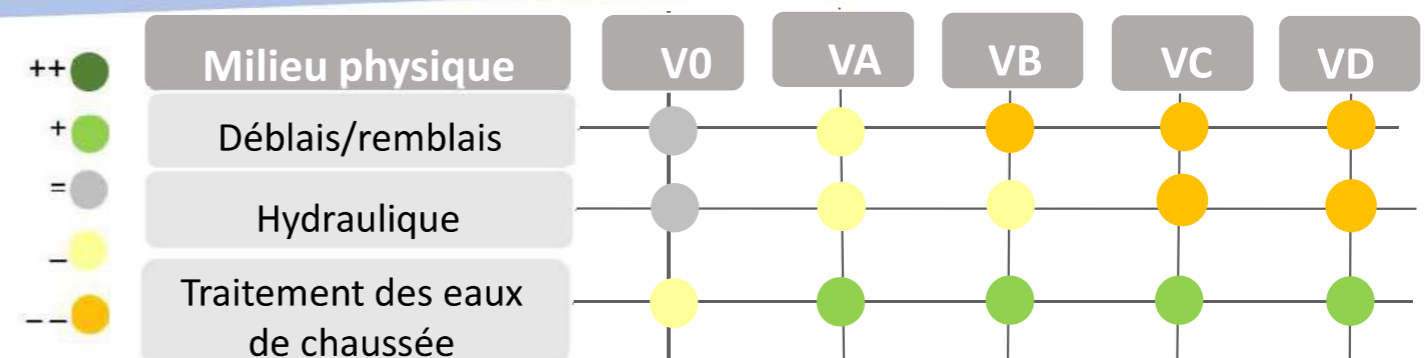 ++ Milieu physique V0 VA VB VC VD
+ Déblais/remblais
=
Hydraulique
_
Traitement des eaux
--
de chaussée